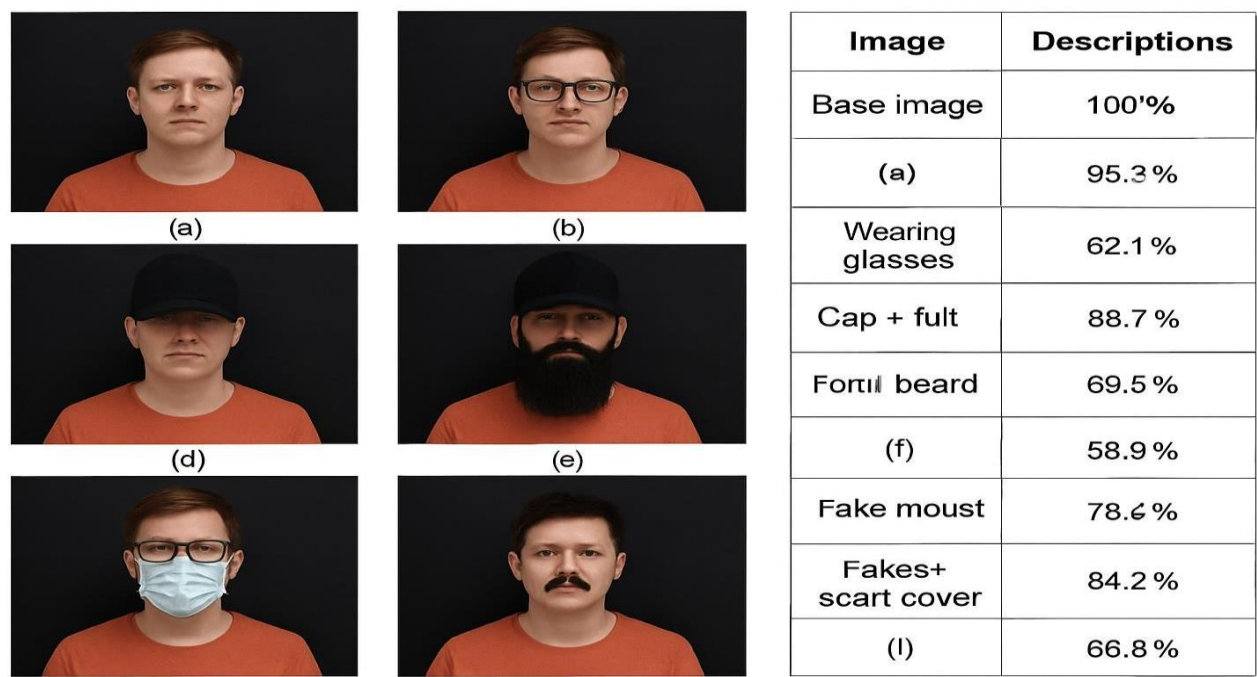 (a)
(b)
(d)
(e)
Image Descriptions
Base image 100'%
(a) 95.3 %
Wearing
glasses 62.1 %
Cap + fult 88.7 %
beard 69.5 %
(f) 58.9 %
Fake moust 78.6 %
Fakes+
scart cover 84.2 %
(I) 66.8 %